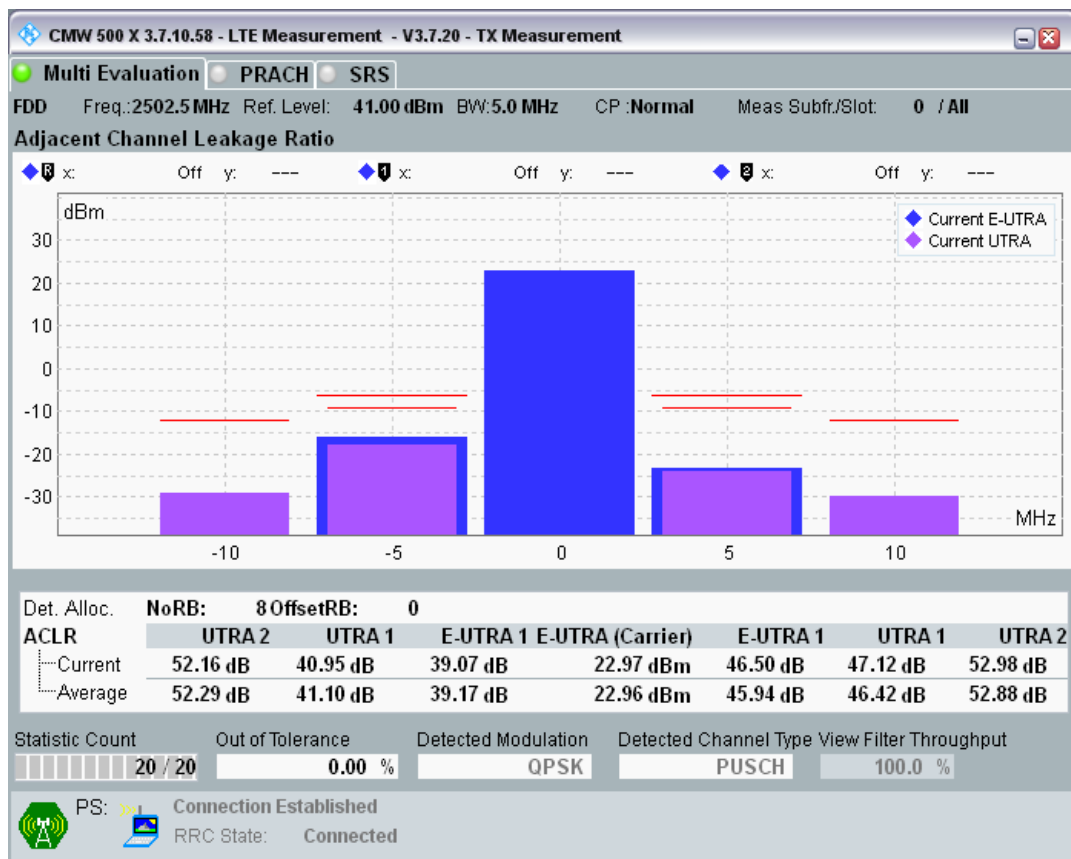 CMW 500 X 3.7.10.58 - LTE Measurement - V3.7.20 - TX Measurement
Multi Evaluation PRACH SRS
FDD Freq.:2502.5 MHz Ref. Level: 41.00 dBm BW:5.0 MHz CP :Normal Meas Subfr./Slot: 0 / All
Adjacent Channel Leakage Ratio
R x: Off y: --- 1 x: Off y: --- 2 x: Off y: ---
dBm
Current E-UTRA
Current UTRA
30
20
10
0
-10
-20
-30
MHz
-10 -5 0 5 10
Det. Alloc. NoRB: 8 OffsetRB: 0
ACLR UTRA 2 UTRA 1 E-UTRA 1 E-UTRA (Carrier) E-UTRA 1 UTRA 1 UTRA 2
Current 52.16 dB 40.95 dB 39.07 dB 22.97 dBm 46.50 dB 47.12 dB 52.98 dB
Average 52.29 dB 41.10 dB 39.17 dB 22.96 dBm 45.94 dB 46.42 dB 52.88 dB
Statistic Count Out of Tolerance Detected Modulation Detected Channel Type View Filter Throughput
20 / 20 0.00 % QPSK PUSCH 100.0 %
PS: Connection Established
RRC State: Connected